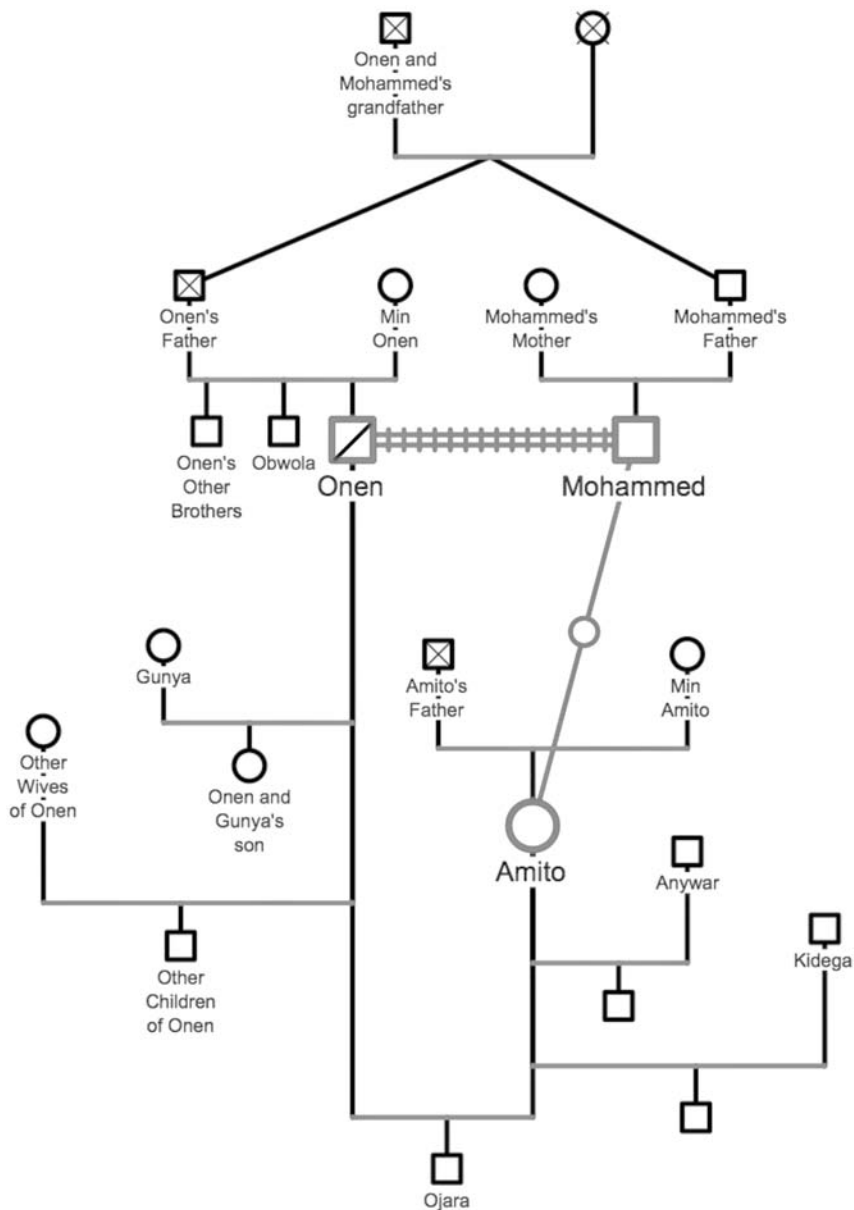 Onen and
Mohammed's
grandfather
Onen's
Father
Min
Onen
Mohammed's
Mother
Mohammed's
Father
Onen's
Other
Brothers
Obwola
Onen
Mohammed
Gunya
Amito's
Father
Min
Amito
Other
Wives
of Onen
Onen and
Gunya's
son
Amito
Anywar
Kidega
Other
Children
of Onen
Ojara